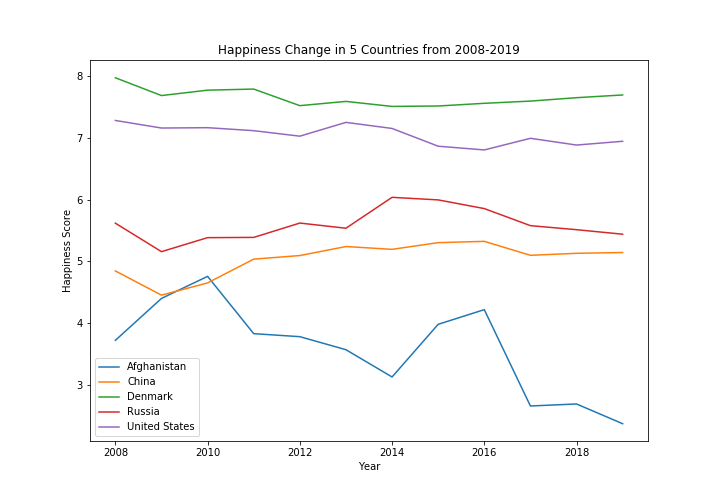 Happiness Change in 5 Countries from 2008-2019
Happiness Score
8
7
6
5
4
3
Afghanistan
China
Denmark
Russia
United States
2008 2010 2012 2014 2016 2018
Year